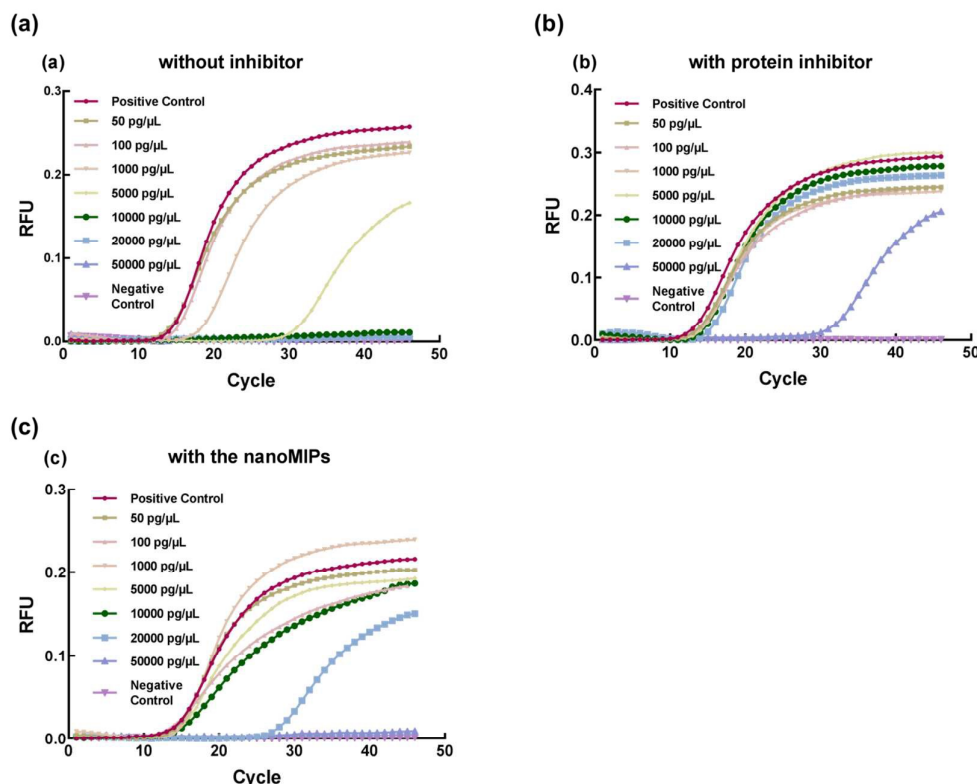 (a)
(a) without inhibitor
0.3
0.2
0.1
0.0
RFU
Positive Control
50 pg/µL
100 pg/µL
1000 pg/µL
5000 pg/µL
10000 pg/µL
20000 pg/µL
50000 pg/µL
Negative
Control
0 10 20 30 40 50
Cycle
(b)
(b) with protein inhibitor
0.4
0.3
0.2
0.1
0.0
RFU
Positive Control
50 pg/µL
100 pg/µL
1000 pg/µL
5000 pg/µL
10000 pg/µL
20000 pg/µL
50000 pg/µL
Negative
Control
0 10 20 30 40 50
Cycle
(c)
(c) with the nanoMIPs
0.3
0.2
0.1
0.0
RFU
Positive Control
50 pg/µL
100 pg/µL
1000 pg/µL
5000 pg/µL
10000 pg/µL
20000 pg/µL
50000 pg/µL
Negative
Control
0 10 20 30 40 50
Cycle